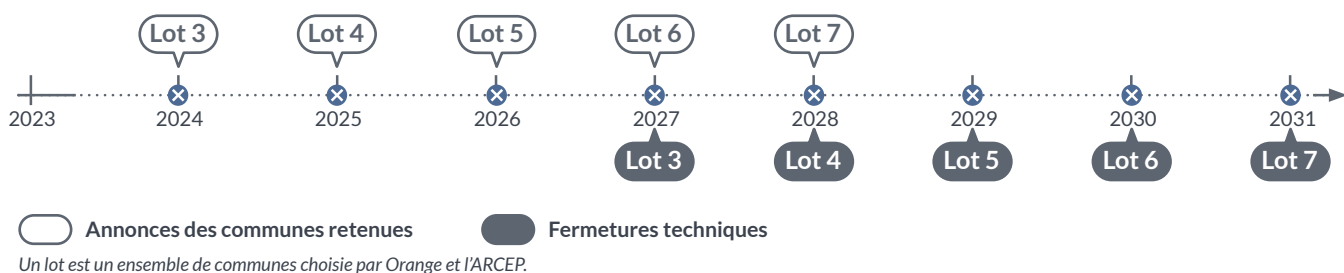 Lot 3 Lot 4 Lot 5 Lot 6 Lot 7
2023 2024 2025 2026 2027 2028 2029 2030 2031
Lot 3 Lot 4 Lot 5 Lot 6 Lot 7
Annonces des communes retenues Fermetures techniques
Un lot est un ensemble de communes choisie par Orange et l'ARCEP.